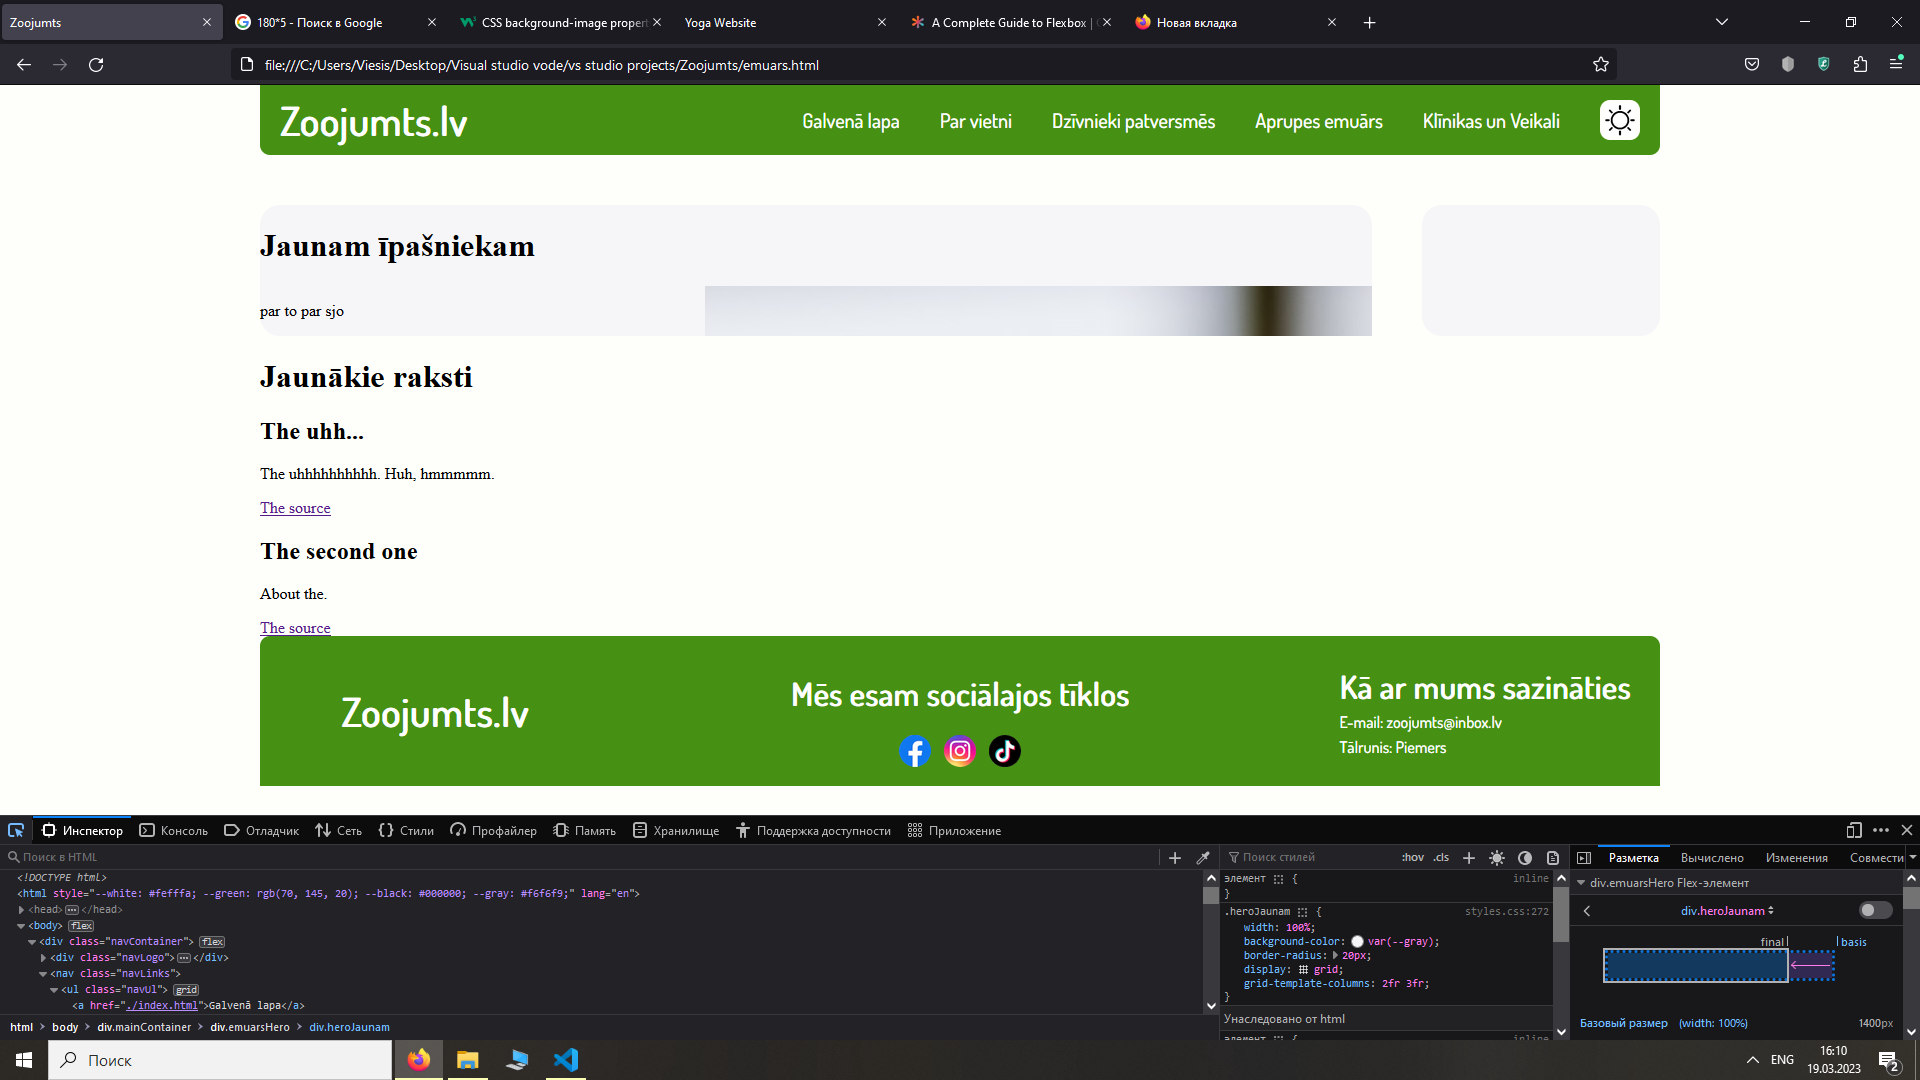 Zoojumts
180*5 - Поиск в Google
CSS background-image proper
Yoga Website
A Complete Guide to Flexbox |
Новая вкладка
file:///C:/Users/Viesis/Desktop/Visual studio vode/vs studio projects/Zoojumts/emuars.html
Zoojumts.lv
Galvenā lapa
Par vietni
Dzīvnieki patversmēs
Aprupes emuārs
Klīnikas un Veikali
Jaunam īpašniekam
par to par sjo
Jaunākie raksti
The uhh...
The uhhhhhhhhhh. Huh, hmmmmm.
The source
The second one
About the.
The source
Zoojumts.lv
Mēs esam sociālajos tīklos
Kā ar mums sazināties
E-mail: zoojumts@inbox.lv
Tālrunis: Piemers
Инспектор
Консоль
Отладчик
Сеть
Стили
Профайлер
Память
Хранилище
Поддержка доступности
Приложение
Поиск в HTML
<!DOCTYPE html>
<html style="--white: #fefffa; --green: rgb(70, 145, 20); --black: #000000; --gray: #f6f6f9;" lang="en">
<head> ••• </head>
<body> flex
<div class="navContainer"> flex
<div class="navLogo"> ••• </div>
<nav class="navLinks">
<ul class="navUl"> grid
<a href="./index.html">Galvenā lapa</a>
html > body > div.mainContainer > div.emuarsHero > div.heroJaunam
Поиск стилей
:hov .cls
элемент { inline
}
.heroJaunam { styles.css:272
width: 100%;
background-color: var(--gray);
border-radius: 20px;
display: grid;
grid-template-columns: 2fr 3fr;
}
Унаследовано от html
элемент { inline
Разметка
Вычислено
Изменения
Совмести
div.emuarsHero Flex-элемент
div.heroJaunam
final
basis
Базовый размер (width: 100%) 1400px
Поиск
ENG
16:10
19.03.2023
2